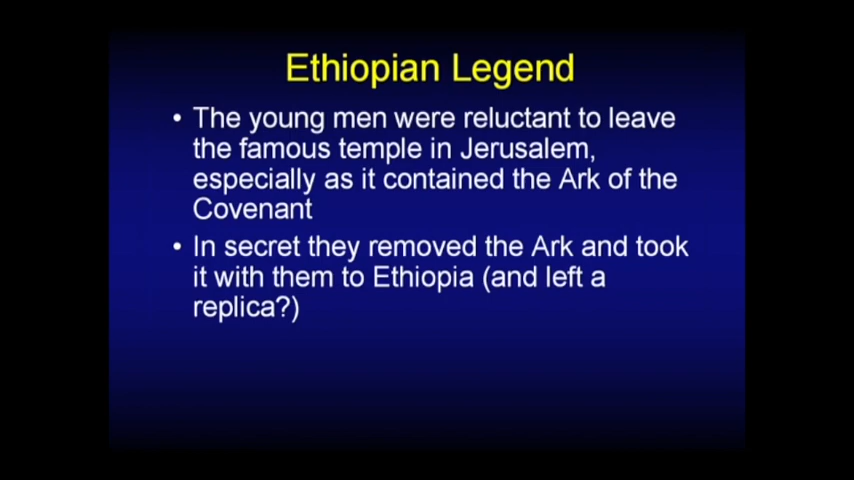 Ethiopian Legend
• The young men were reluctant to leave
the famous temple in Jerusalem,
especially as it contained the Ark of the
Covenant
• In secret they removed the Ark and took
it with them to Ethiopia (and left a
replica?)